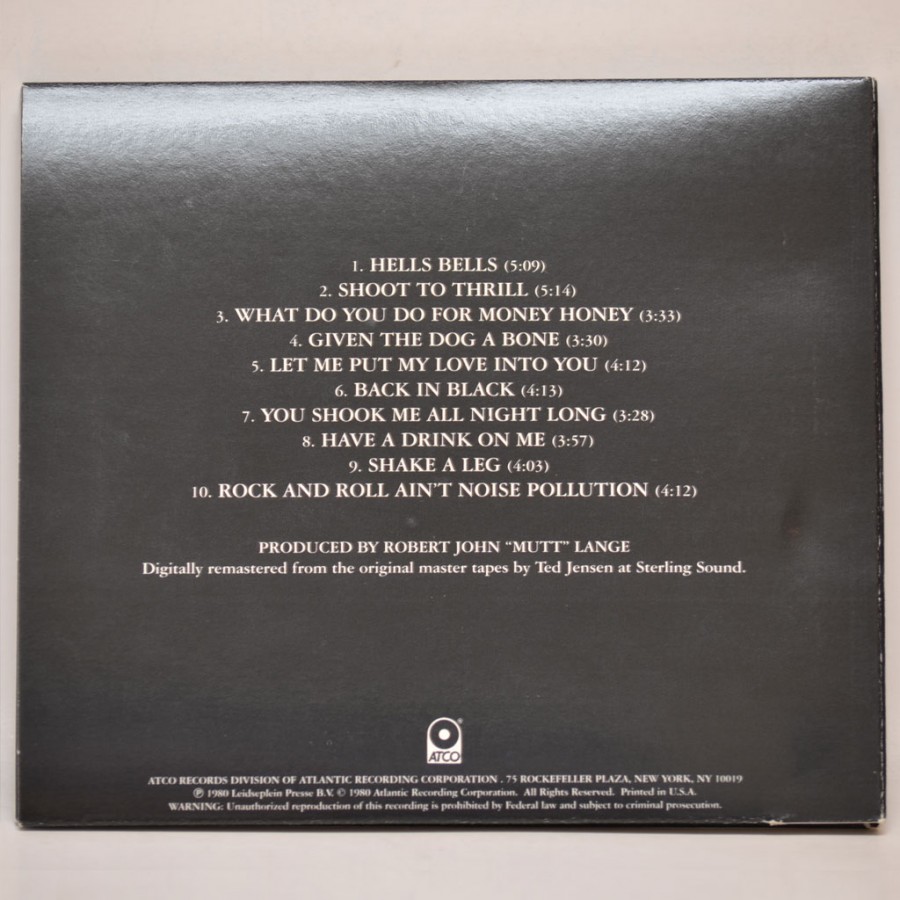 1. HELLS BELLS (5:09)
2. SHOOT TO THRILL (5:14)
3. WHAT DO YOU DO FOR MONEY HONEY (3:33)
4. GIVEN THE DOG A BONE (3:30)
5. LET ME PUT MY LOVE INTO YOU (4:12)
6. BACK IN BLACK (4:13)
7. YOU SHOOK ME ALL NIGHT LONG (3:28)
8. HAVE A DRINK ON ME (3:57)
9. SHAKE A LEG (4:03)
10. ROCK AND ROLL AIN'T NOISE POLLUTION (4:12)
PRODUCED BY ROBERT JOHN “MUTT” LANGE
Digitally remastered from the original master tapes by Ted Jensen at Sterling Sound.
ATCO®
ATCO RECORDS DIVISION OF ATLANTIC RECORDING CORPORATION . 75 ROCKEFELLER PLAZA, NEW YORK, NY 10019
℗ 1980 Leidseplein Presse B.V. © 1980 Atlantic Recording Corporation. All Rights Reserved. Printed in U.S.A.
WARNING: Unauthorized reproduction of this recording is prohibited by Federal law and subject to criminal prosecution.